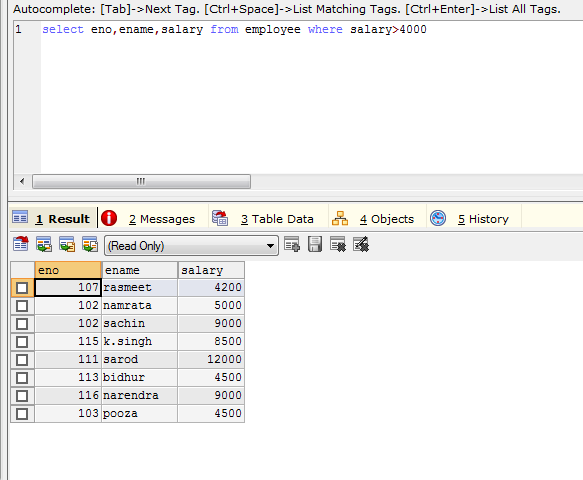 Autocomplete: [Tab]->Next Tag. [Ctrl+Space]->List Matching Tags. [Ctrl+Enter]->List All Tags.
1 select eno,ename,salary from employee where salary>4000
1 Result 2 Messages 3 Table Data 4 Objects 5 History
(Read Only)
eno ename salary
107 rasmeet 4200
102 namrata 5000
102 sachin 9000
115 k.singh 8500
111 sarod 12000
113 bidhur 4500
116 narendra 9000
103 pooza 4500